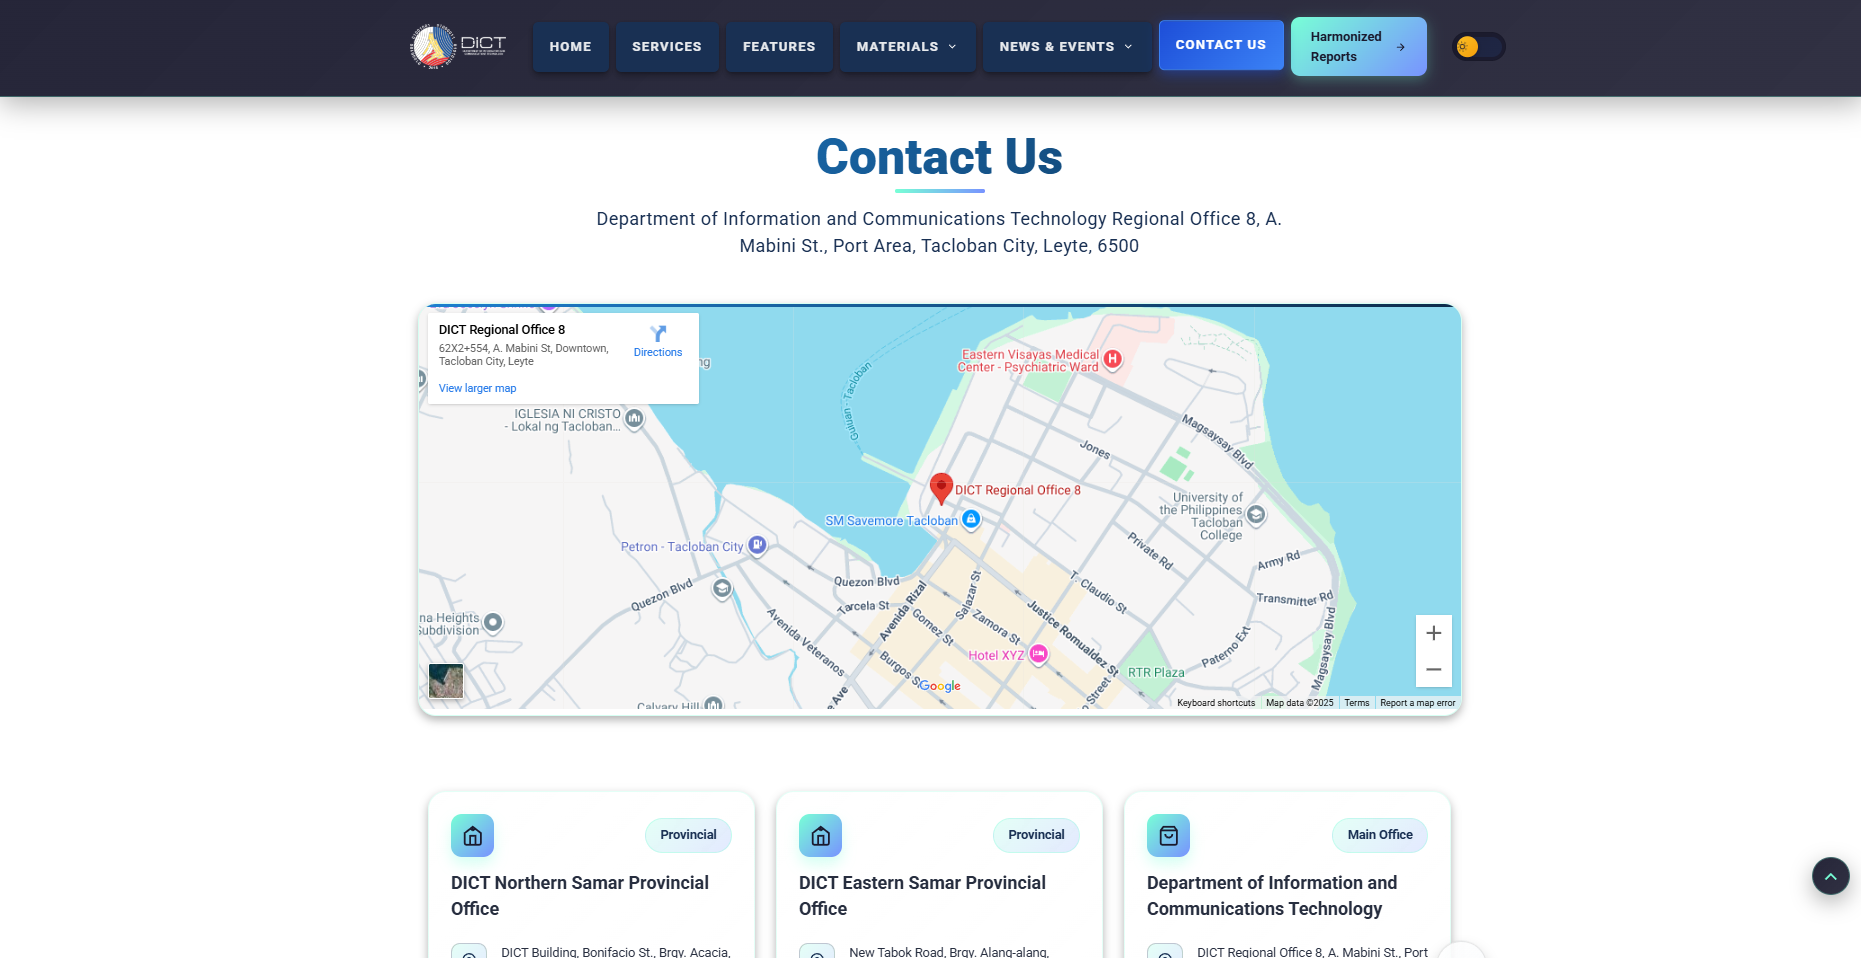 DICT
HOME
SERVICES
FEATURES
MATERIALS
NEWS & EVENTS
CONTACT US
Harmonized
Reports
Contact Us
Department of Information and Communications Technology Regional Office 8, A.
Mabini St., Port Area, Tacloban City, Leyte, 6500
DICT Regional Office 8
62X2+554, A. Mabini St, Downtown,
Tacloban City, Leyte
Directions
View larger map
IGLESIA NI CRISTO
- Lokal ng Tacloban...
Guiuan - Tacloban
Eastern Visayas Medical
Center - Psychiatric Ward
Magsaysay Blvd
Jones
DICT Regional Office 8
SM Savemore Tacloban
University of
the Philippines
Tacloban
College
Petron - Tacloban City
Private Rd
Army Rd
Quezon Blvd
Quezon Blvd
Tarcela St
Avenida Rizal
Salazar St
T. Claudio St
Transmitter Rd
na Heights
Subdivision
Avenida Veteranos
Gomez St
Zamora St
Justice Romualdez St
Paterno Ext
Magsaysay Blvd
Burgos St
Hotel XYZ
RTR Plaza
Google
Calvary Hill
Keyboard shortcuts
Map data ©2025
Terms
Report a map error
Provincial
DICT Northern Samar Provincial
Office
DICT Building, Bonifacio St., Brgy. Acacia,
Provincial
DICT Eastern Samar Provincial
Office
New Tabok Road, Brgy. Alang-alang,
Main Office
Department of Information and
Communications Technology
DICT Regional Office 8, A. Mabini St., Port